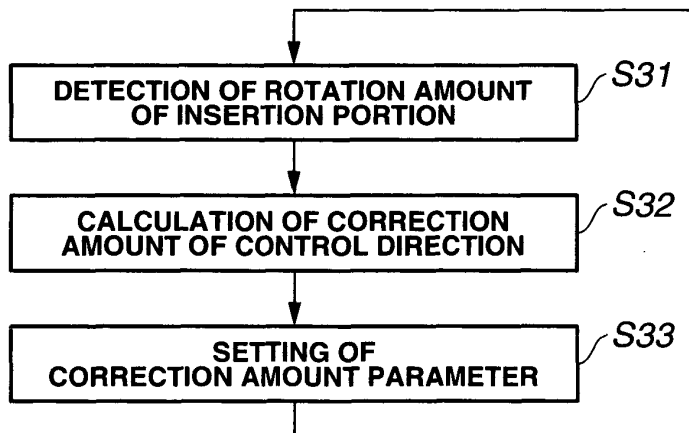 DETECTION OF ROTATION AMOUNT
OF INSERTION PORTION
S31
CALCULATION OF CORRECTION
AMOUNT OF CONTROL DIRECTION
S32
SETTING OF
CORRECTION AMOUNT PARAMETER
S33